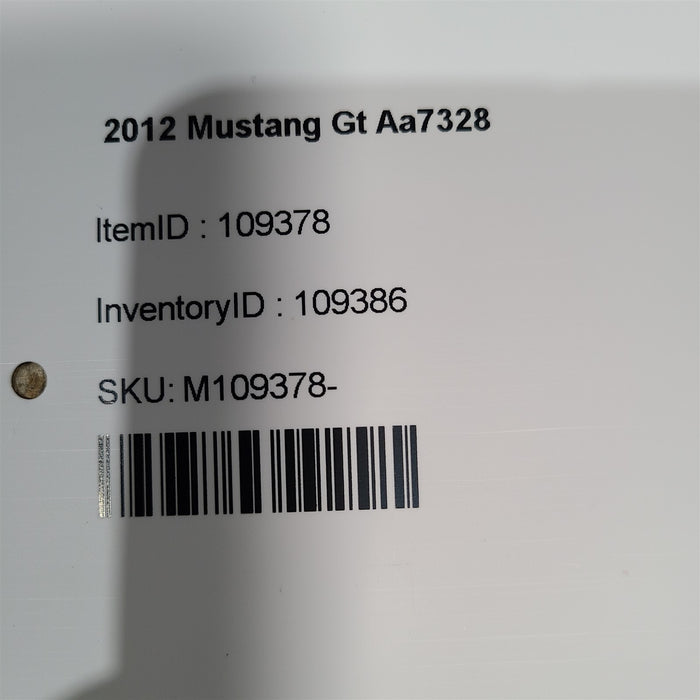 2012 Mustang Gt Aa7328
ItemID : 109378
InventoryID : 109386
SKU: M109378-